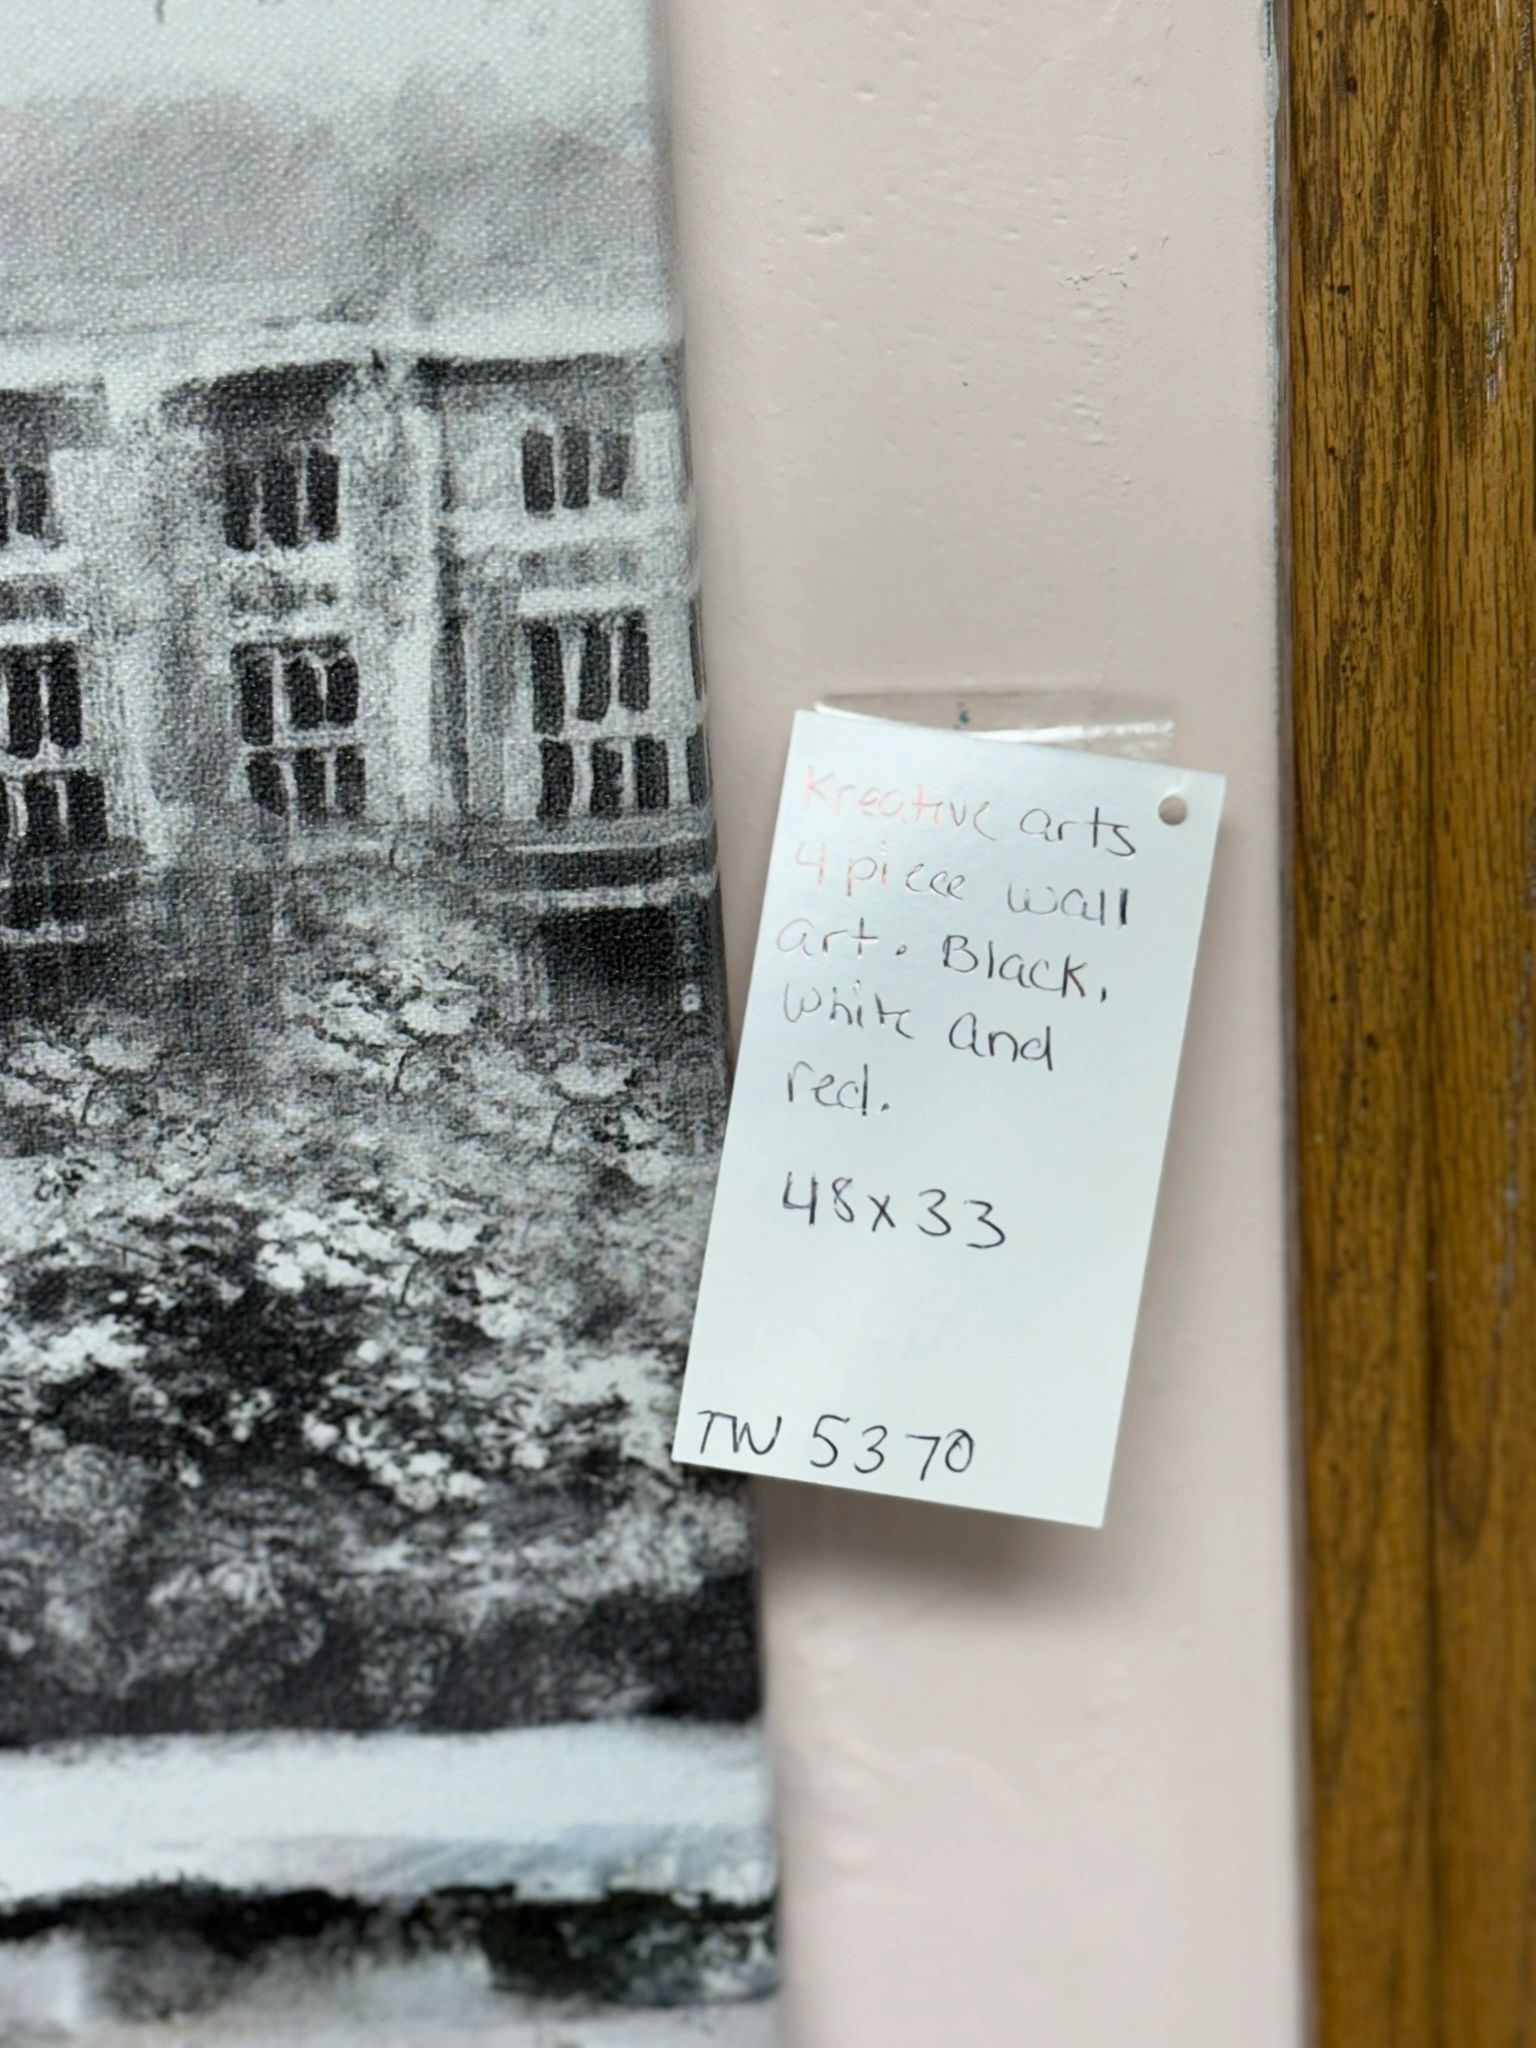 Kreative arts
4 piece wall
art. Black,
white and
red.
48x33
TW 5370